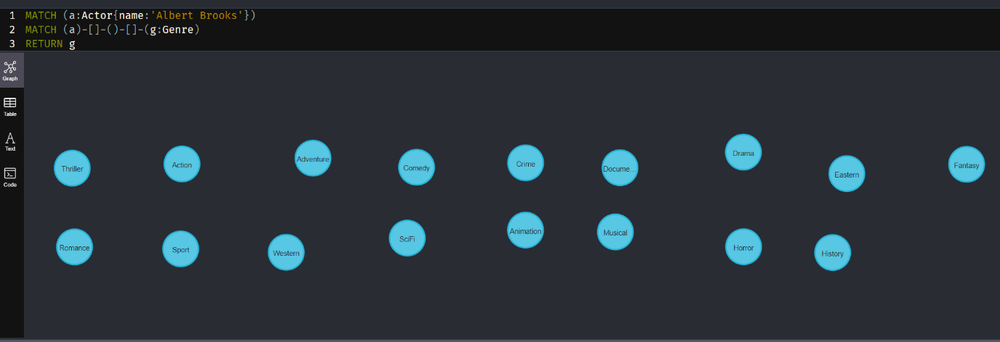 1 MATCH (a:Actor{name:'Albert Brooks'})
2 MATCH (a)-[]-()-[]-(g:Genre)
3 RETURN g
Graph
Table
Text
Code
Thriller Action Adventure Comedy Crime Docume... Drama Eastern Fantasy
Romance Sport Western SciFi Animation Musical Horror History